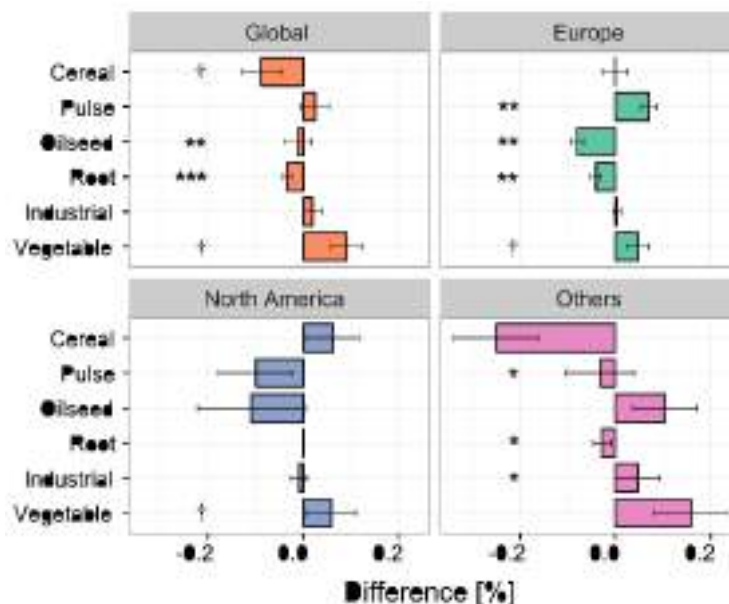 Global Europe
Cereal †
Pulse **
Oilseed ** **
Root *** **
Industrial
Vegetable † †
North America Others
Cereal
Pulse *
Oilseed
Root *
Industrial *
Vegetable †
-0.2 0.0 0.2 -0.2 0.0 0.2
Difference [%]